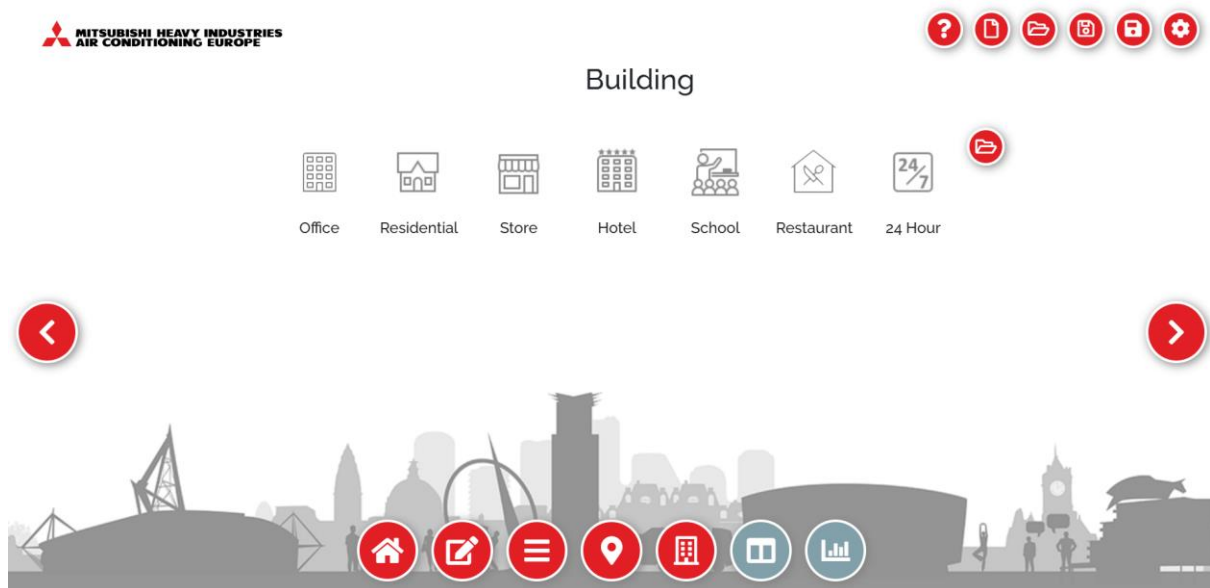 MITSUBISHI HEAVY INDUSTRIES
AIR CONDITIONING EUROPE
?
Building
24/7
Office
Residential
Store
Hotel
School
Restaurant
24 Hour